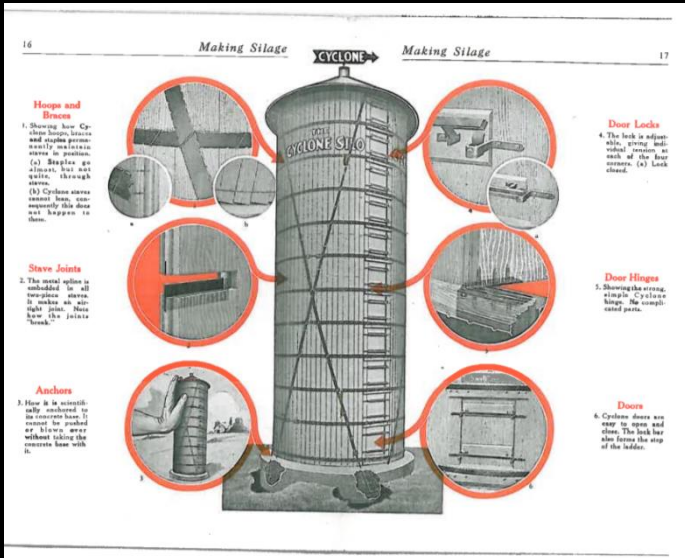 16
Making Silage
CYCLONE
Making Silage
17
Hoops and
Braces
1. Showing how Cy-
clone hoops, braces
and staples perma-
nently maintain
staves in position.
(a) Staples go
almost, but not
quite, through
staves.
(b) Cyclone staves
cannot lean, con-
sequently this does
not happen to
them.
a
b
THE
CYCLONE SILO
Door Locks
4. The lock is adjust-
able, giving indi-
vidual tension at
each of the four
corners. (a) Lock
closed.
4
a
Stave Joints
2. The metal spline is
embedded in all
two-piece staves.
It makes an air-
tight joint. Note
how the joints
"break."
Door Hinges
5. Showing the strong,
simple Cyclone
hinge. No compli-
cated parts.
Anchors
3. How it is scientifi-
cally anchored to
its concrete base. It
cannot be pushed
or blown over
without taking the
concrete base with
it.
Doors
6. Cyclone doors are
easy to open and
close. The lock bar
also forms the step
of the ladder.
6